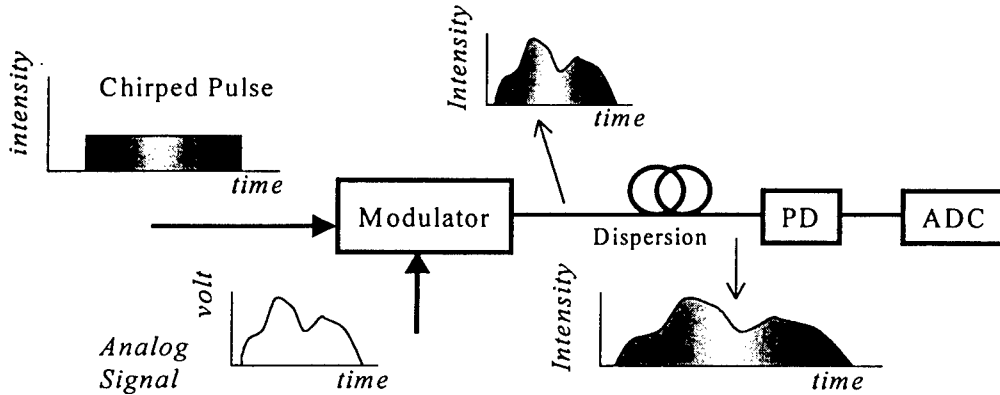 intensity
Chirped Pulse
time
Intensity
time
Modulator
Dispersion
PD
ADC
volt
Analog
Signal
time
Intensity
time